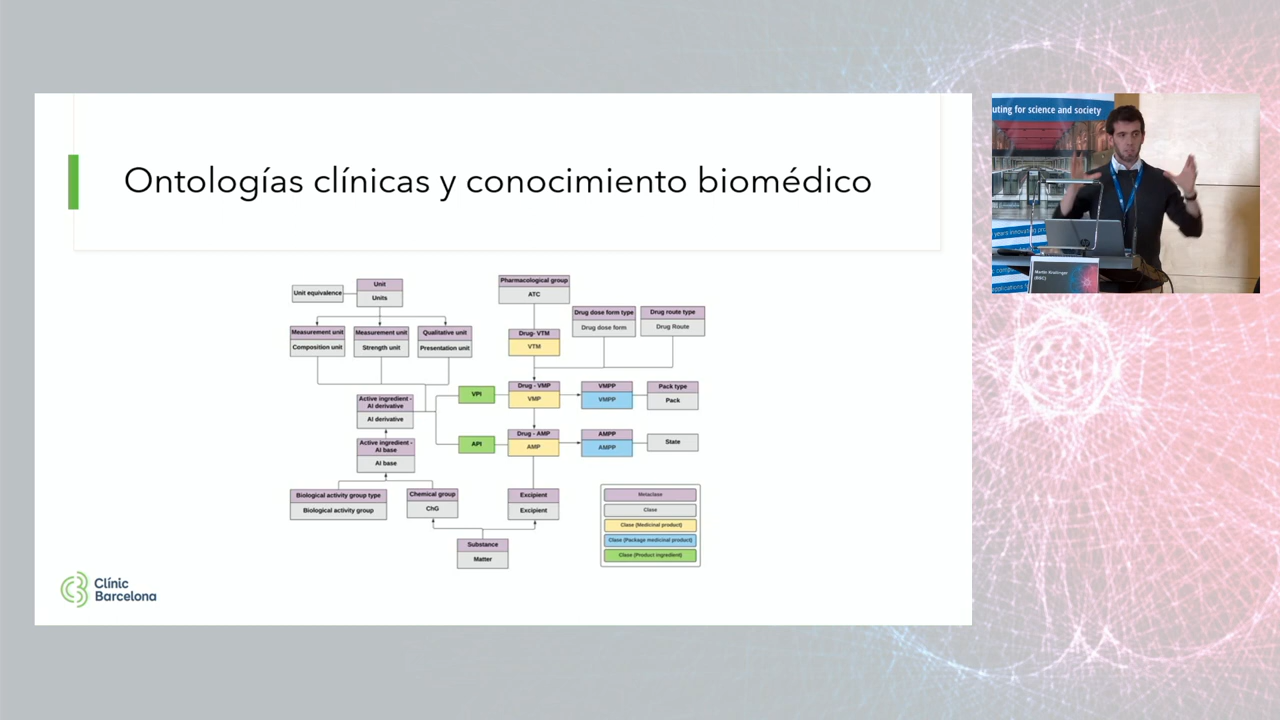 Ontologías clínicas y conocimiento biomédico
Unit equivalence
Unit
Units
Measurement unit
Composition unit
Measurement unit
Strength unit
Qualitative unit
Presentation unit
Pharmacological group
ATC
Drug dose form type
Drug dose form
Drug route type
Drug Route
Drug- VTM
VTM
VPI
Drug - VMP
VMP
VMPP
VMPP
Pack type
Pack
Active ingredient -
AI derivative
AI derivative
API
Drug - AMP
AMP
AMPP
AMPP
State
Active ingredient -
AI base
AI base
Biological activity group type
Biological activity group
Chemical group
ChG
Excipient
Excipient
Substance
Matter
Metaclase
Clase
Clase (Medicinal product)
Clase (Package medicinal product)
Clase (Product ingredient)
Clínic
Barcelona
uting for science and society
years innovating
(BSC)